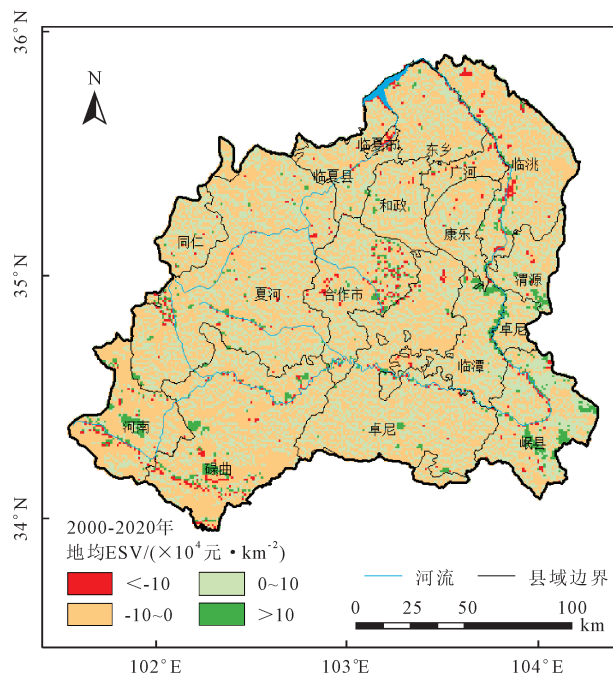 36°N
N
临夏市
东乡
临洮
临夏县
广河
和政
同仁
康乐
35°N
渭源
夏河
合作市
卓尼
临潭
河南
卓尼
岷县
碌曲
34°N
2000-2020年
地均ESV/(×10⁴元·km⁻²)
<-10
0~10
-10~0
>10
河流
县域边界
0 25 50 100
km
102°E
103°E
104°E